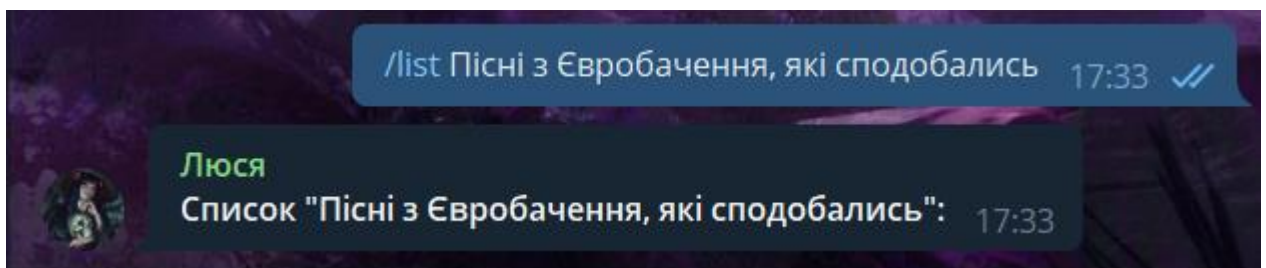 /list Пісні з Євробачення, які сподобались 17:33
Люся
Список "Пісні з Євробачення, які сподобались": 17:33